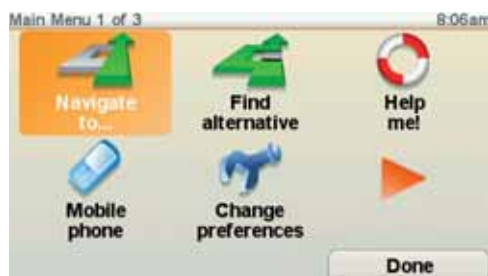 Main Menu 1 of 3 8:06am
Navigate to... Find alternative Help me!
Mobile phone Change preferences
Done